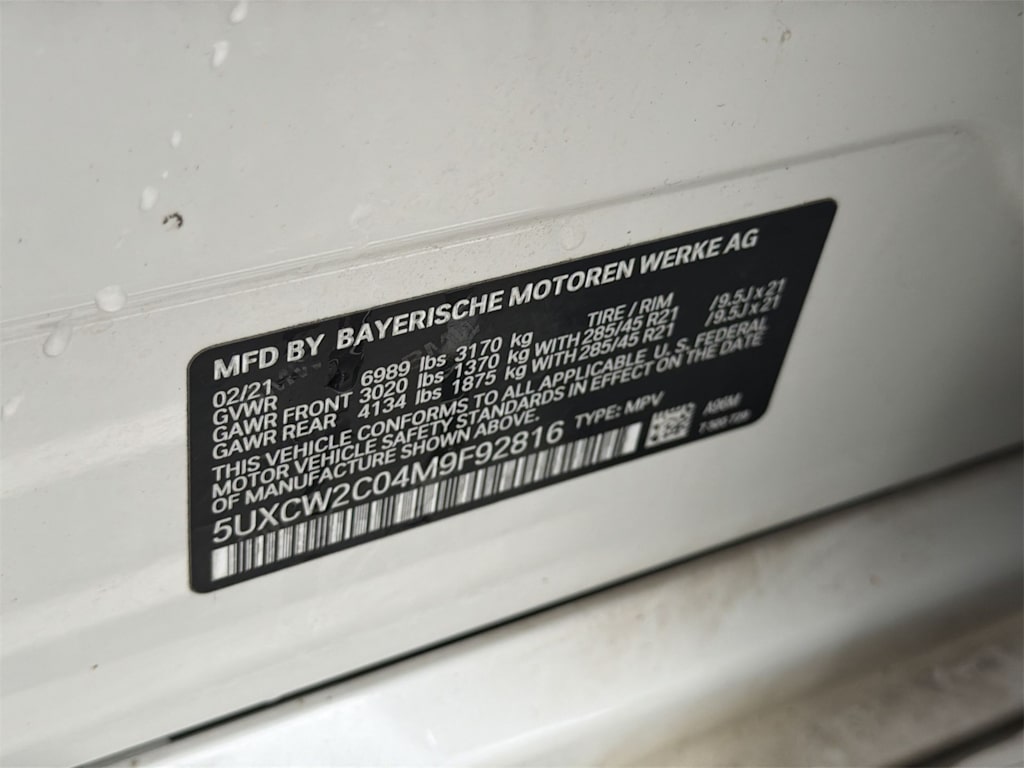 MFD BY BAYERISCHE MOTOREN WERKE AG
02/21 TIRE / RIM
GVWR 6989 lbs 3170 kg
GAWR FRONT 3020 lbs 1370 kg WITH 285/45 R21 /9.5J x 21
GAWR REAR 4134 lbs 1875 kg WITH 285/45 R21 /9.5J x 21
THIS VEHICLE CONFORMS TO ALL APPLICABLE U. S. FEDERAL
MOTOR VEHICLE SAFETY STANDARDS IN EFFECT ON THE DATE
OF MANUFACTURE SHOWN ABOVE.
5UXCW2C04M9F92816 TYPE: MPV
A96M